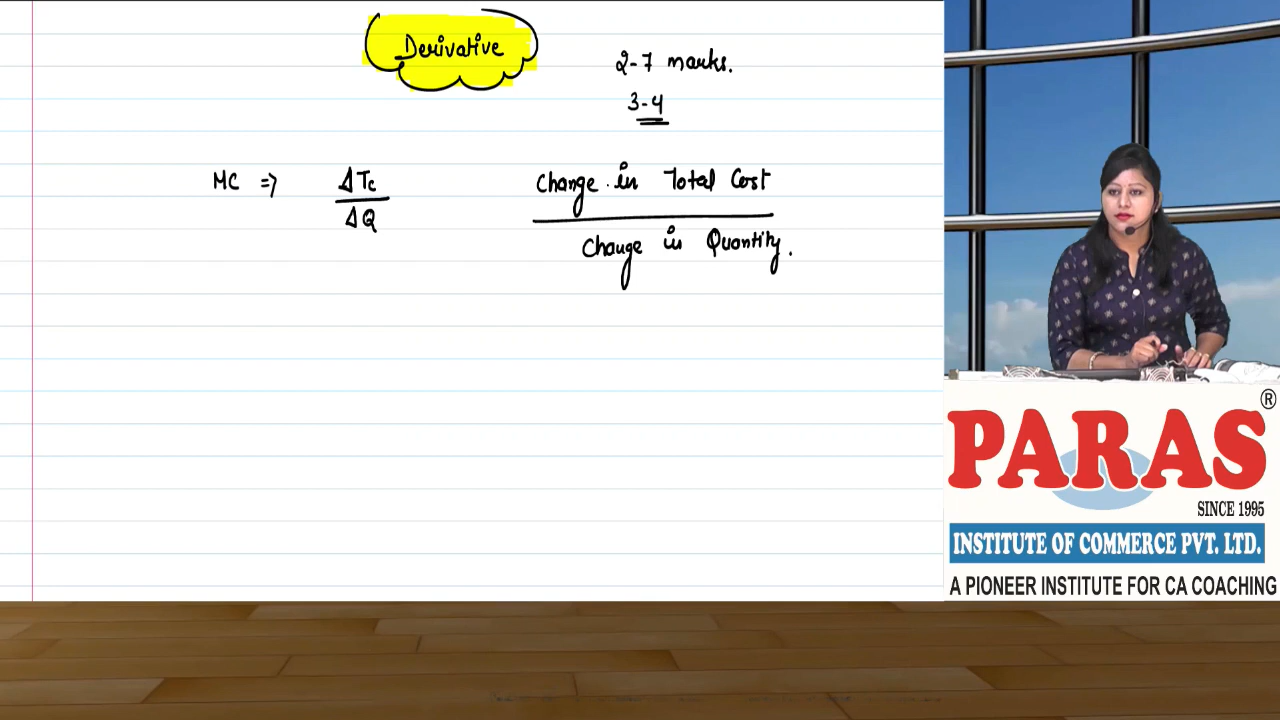 Derivative
2-7 marks.
3-4
MC ⇒ ΔTc / ΔQ
Change in Total Cost / Change in Quantity.
PARAS®
SINCE 1995
INSTITUTE OF COMMERCE PVT. LTD.
A PIONEER INSTITUTE FOR CA COACHING